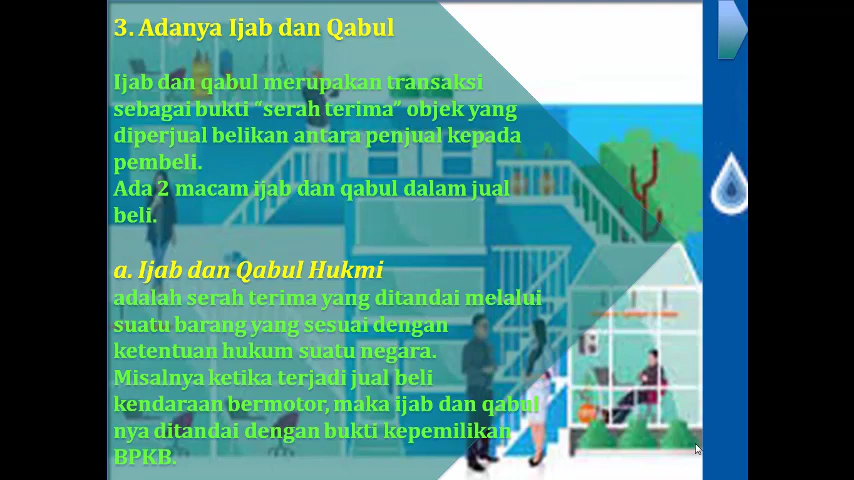 3. Adanya Ijab dan Qabul
Ijab dan qabul merupakan transaksi
sebagai bukti “serah terima” objek yang
diperjual belikan antara penjual kepada
pembeli.
Ada 2 macam ijab dan qabul dalam jual
beli.
a. Ijab dan Qabul Hukmi
adalah serah terima yang ditandai melalui
suatu barang yang sesuai dengan
ketentuan hukum suatu negara.
Misalnya ketika terjadi jual beli
kendaraan bermotor, maka ijab dan qabul
nya ditandai dengan bukti kepemilikan
BPKB.